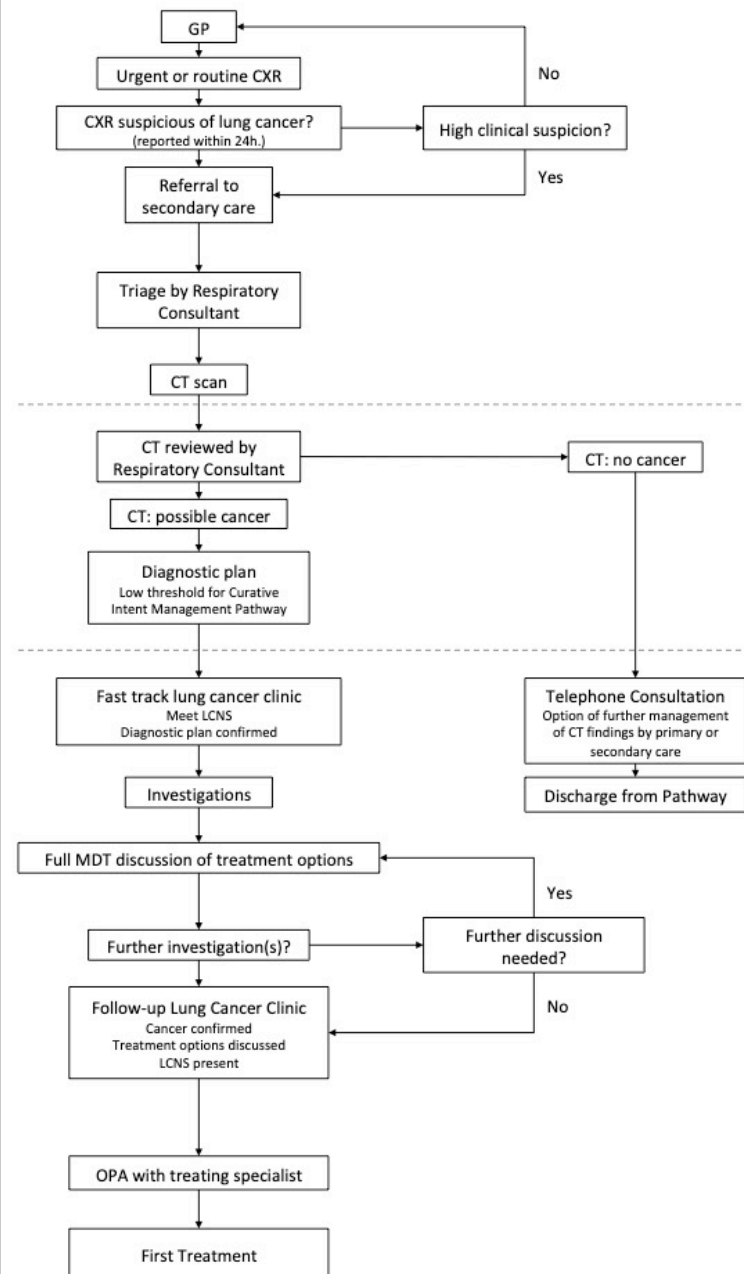 GP
Urgent or routine CXR
No
CXR suspicious of lung cancer?
(reported within 24h.)
High clinical suspicion?
Yes
Referral to
secondary care
Triage by Respiratory
Consultant
CT scan
CT reviewed by
Respiratory Consultant
CT: no cancer
CT: possible cancer
Diagnostic plan
Low threshold for Curative
Intent Management Pathway
Fast track lung cancer clinic
Meet LCNS
Diagnostic plan confirmed
Telephone Consultation
Option of further management
of CT findings by primary or
secondary care
Investigations
Discharge from Pathway
Full MDT discussion of treatment options
Yes
Further investigation(s)?
Further discussion
needed?
No
Follow-up Lung Cancer Clinic
Cancer confirmed
Treatment options discussed
LCNS present
OPA with treating specialist
First Treatment